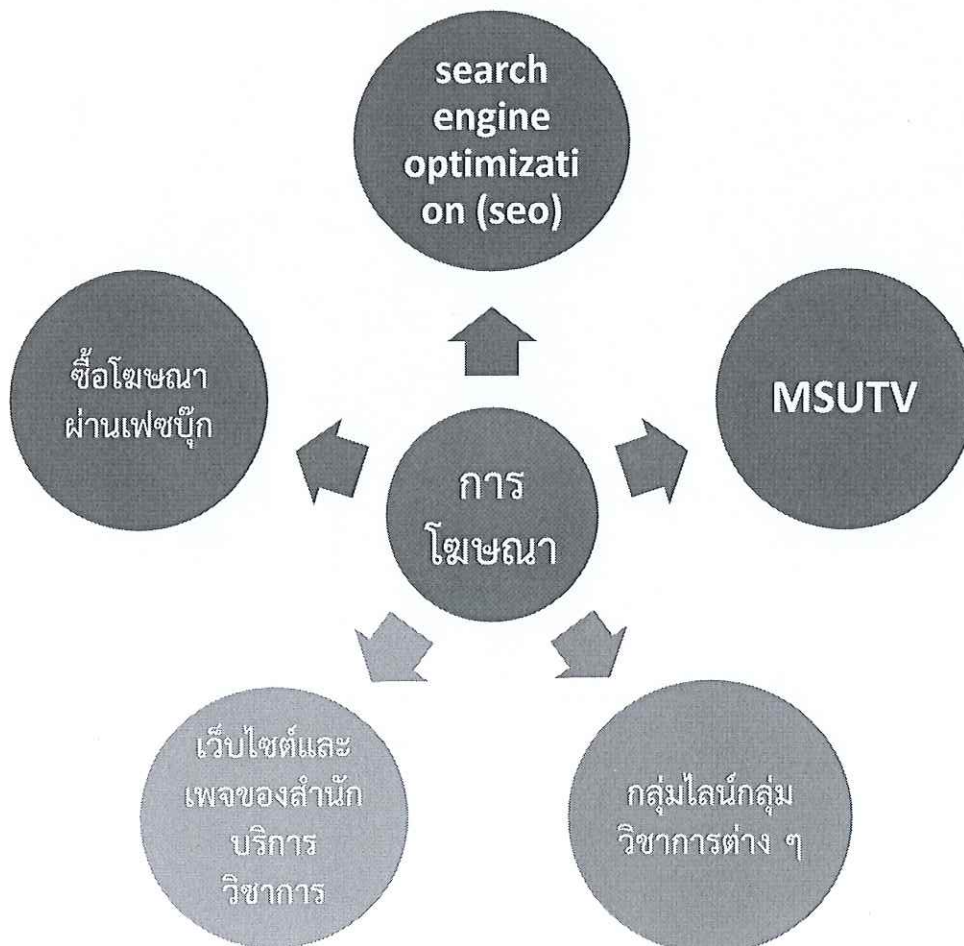 search
engine
optimizati
on (seo)
ซื้อโฆษณา
ผ่านเฟซบุ๊ก
MSUTV
การ
โฆษณา
เว็บไซต์และ
เพจของสำนัก
บริการ
วิชาการ
กลุ่มไลน์กลุ่ม
วิชาการต่าง ๆ